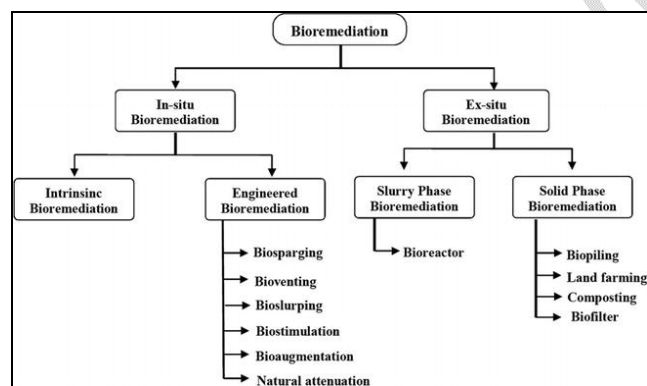 Bioremediation
In-situ
Bioremediation
Ex-situ
Bioremediation
Intrinsinc
Bioremediation
Engineered
Bioremediation
Slurry Phase
Bioremediation
Solid Phase
Bioremediation
Biosparging
Bioventing
Bioslurping
Biostimulation
Bioaugmentation
Natural attenuation
Bioreactor
Biopiling
Land farming
Composting
Biofilter